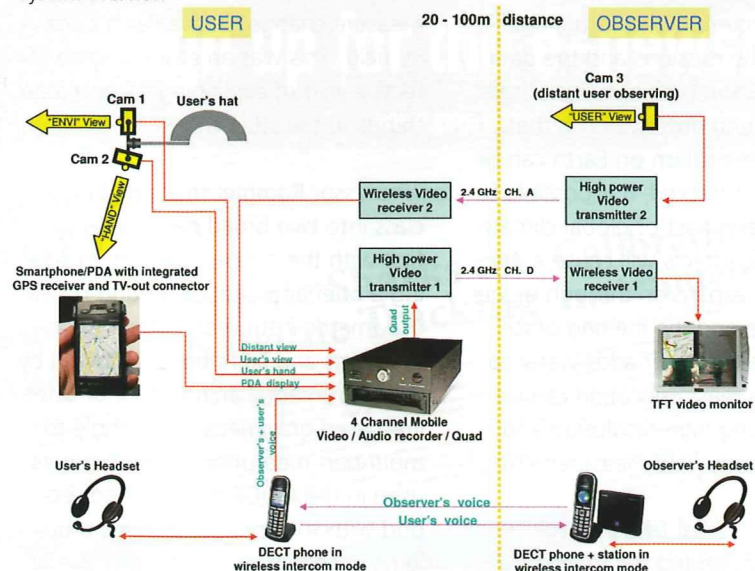 USER
20 - 100m distance
OBSERVER
Cam 3
(distant user observing)
Cam 1
User's hat
"ENVI" View
"USER" View
Cam 2
"HAND" View
Wireless Video
receiver 2
2.4 GHz CH. A
High power
Video
transmitter 2
Smartphone/PDA with integrated
GPS receiver and TV-out connector
High power
Video
transmitter 1
2.4 GHz CH. D
Wireless Video
receiver 1
Quad
output
Distant view
User's view
User's hand
PDA display
TFT video monitor
4 Channel Mobile
Video / Audio recorder / Quad
Observer's + user's
voice
User's Headset
Observer's Headset
Observer's voice
User's voice
DECT phone in
wireless intercom mode
DECT phone + station in
wireless intercom mode